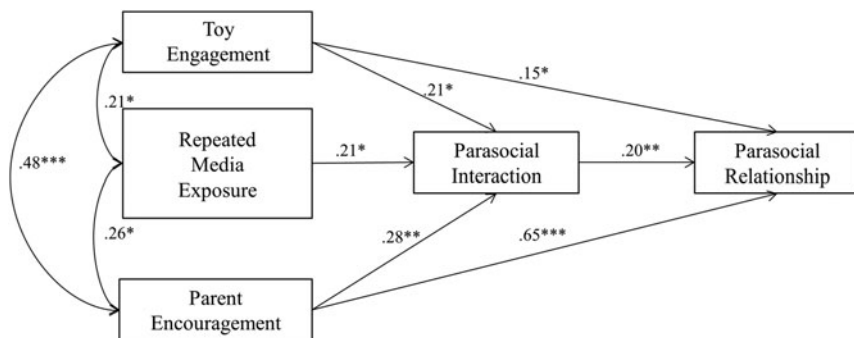 Toy
Engagement
.15*
.21*
.21*
Repeated
Media
Exposure
.48***
.21*
Parasocial
Interaction
.20**
Parasocial
Relationship
.26*
.28**
.65***
Parent
Encouragement